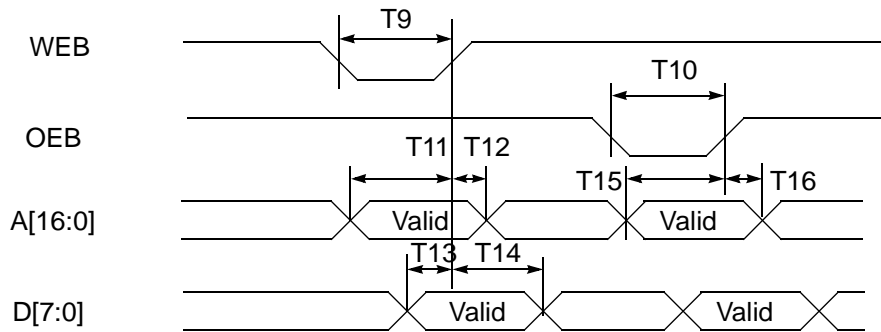 T9
WEB
T10
OEB
T11 T12
T15 T16
A[16:0] Valid Valid
T13 T14
D[7:0] Valid Valid